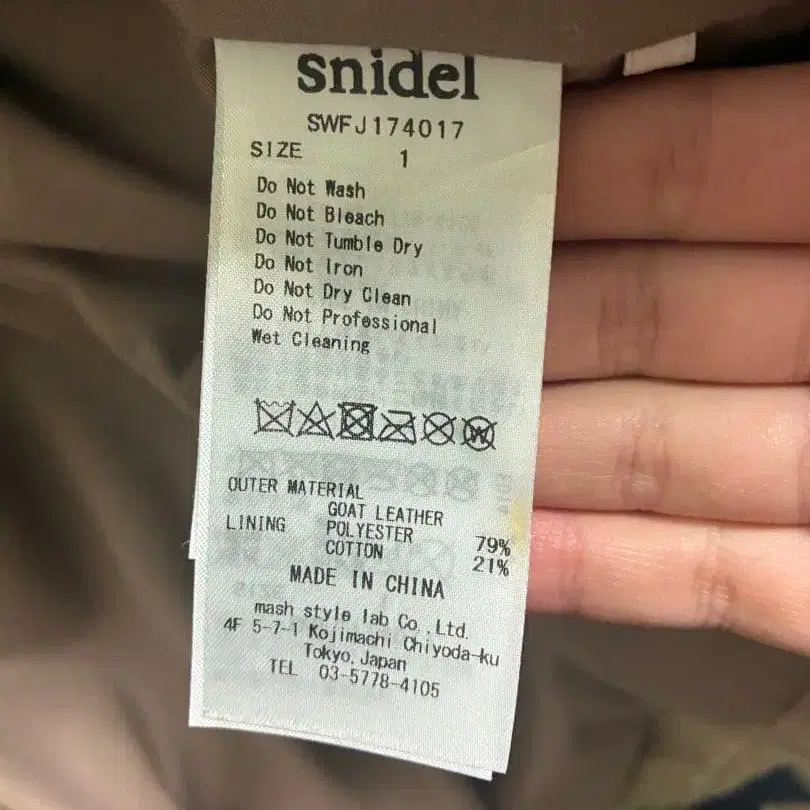 snidel
SWFJ174017
SIZE 1
Do Not Wash
Do Not Bleach
Do Not Tumble Dry
Do Not Iron
Do Not Dry Clean
Do Not Professional
Wet Cleaning
W
OUTER MATERIAL
GOAT LEATHER
LINING POLYESTER 79%
COTTON 21%
MADE IN CHINA
mash style lab Co.,Ltd.
4F 5-7-1 Kojimachi Chiyoda-ku
Tokyo, Japan
TEL 03-5778-4105